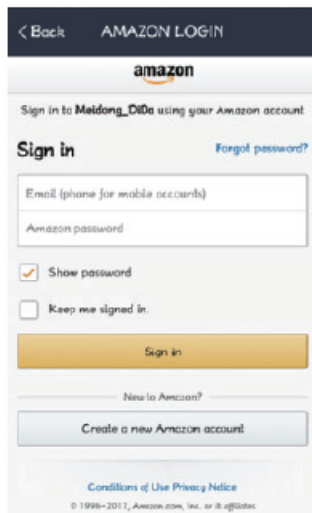 < Back AMAZON LOGIN
amazon
Sign in to Meidong_DiDa using your Amazon account
Sign in Forgot password?
Email (phone for mobile accounts)
Amazon password
Show password
Keep me signed in.
Sign in
New to Amazon?
Create a new Amazon account
Conditions of Use Privacy Notice
© 1996-2017, Amazon.com, Inc. or its affiliates